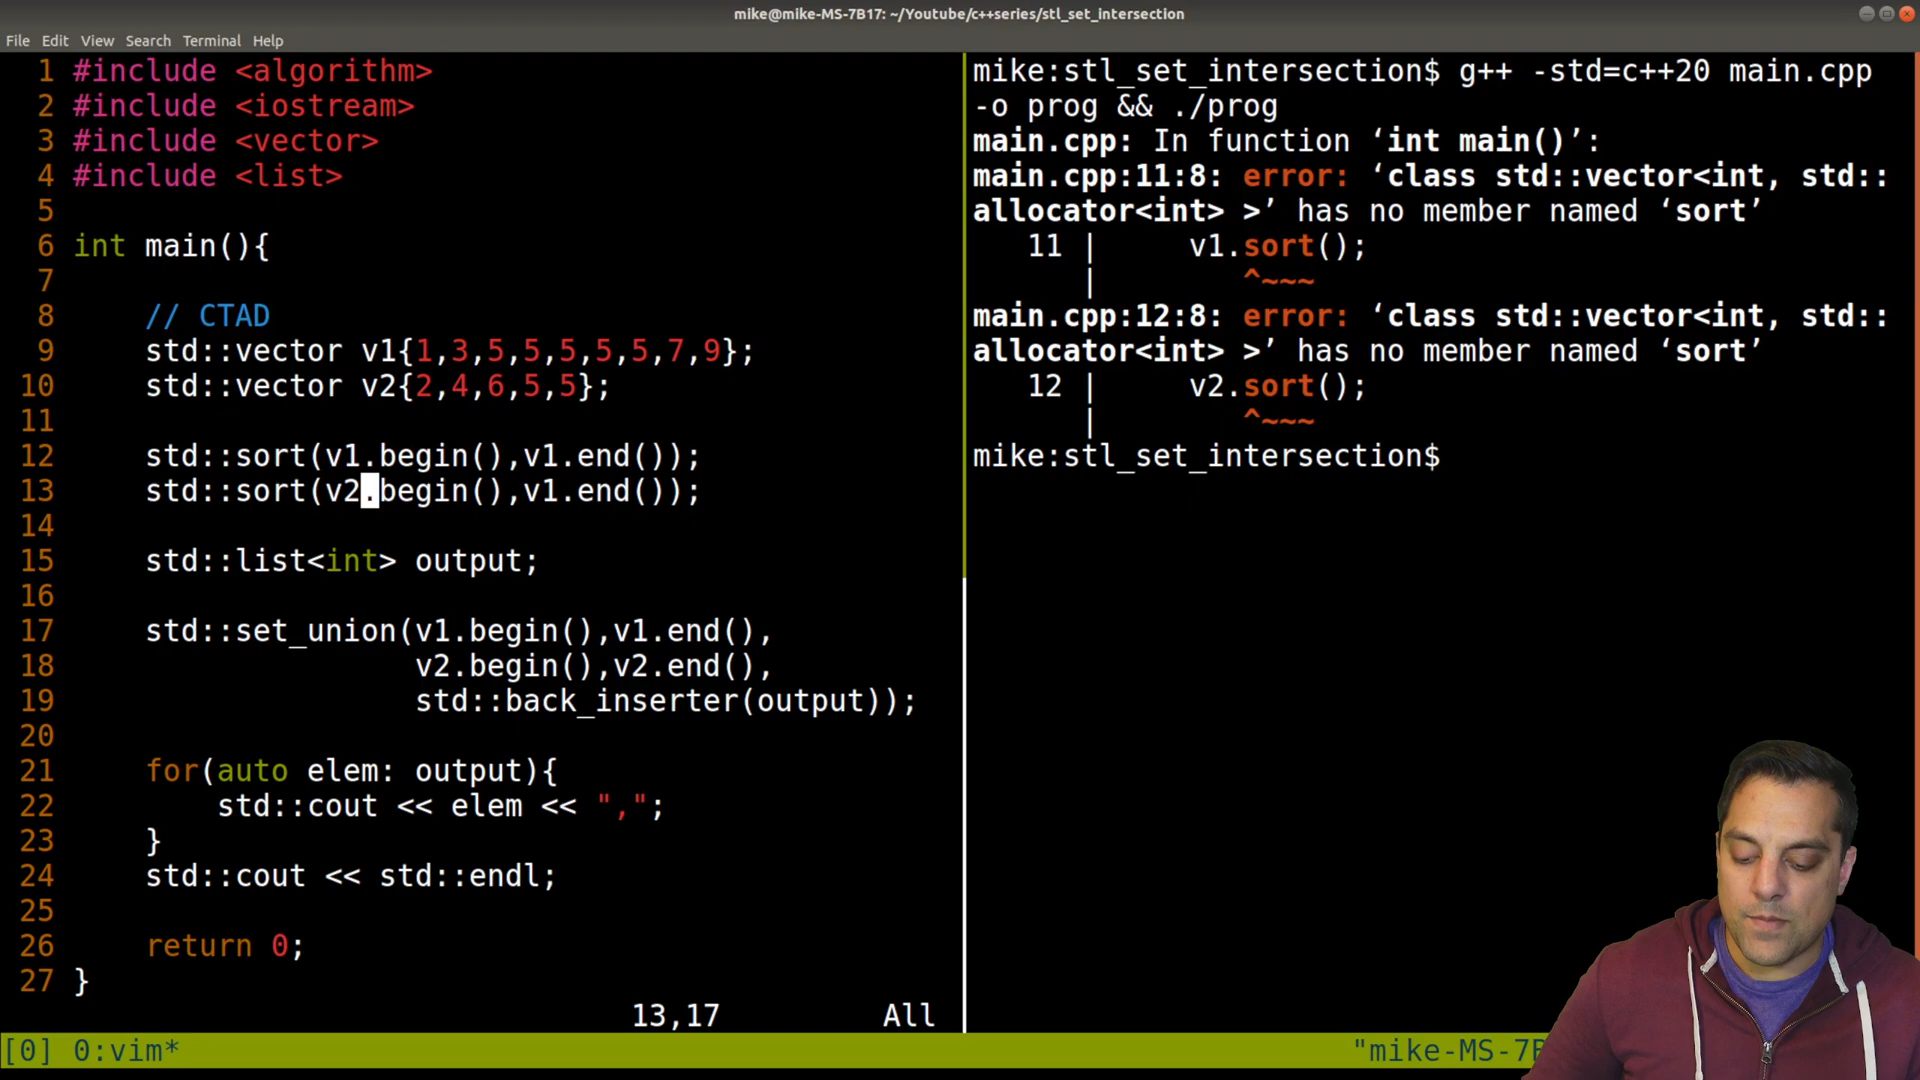 mike@mike-MS-7B17: ~/Youtube/c++series/stl_set_intersection
File Edit View Search Terminal Help
1 #include <algorithm>
2 #include <iostream>
3 #include <vector>
4 #include <list>
5
6 int main(){
7
8 // CTAD
9 std::vector v1{1,3,5,5,5,5,5,7,9};
10 std::vector v2{2,4,6,5,5};
11
12 std::sort(v1.begin(),v1.end());
13 std::sort(v2.begin(),v1.end());
14
15 std::list<int> output;
16
17 std::set_union(v1.begin(),v1.end(),
18 v2.begin(),v2.end(),
19 std::back_inserter(output));
20
21 for(auto elem: output){
22 std::cout << elem << ",";
23 }
24 std::cout << std::endl;
25
26 return 0;
27 }
13,17 All
mike:stl_set_intersection$ g++ -std=c++20 main.cpp
-o prog && ./prog
main.cpp: In function ‘int main()’:
main.cpp:11:8: error: ‘class std::vector<int, std::
allocator<int> >’ has no member named ‘sort’
11 | v1.sort();
| ^~~~
main.cpp:12:8: error: ‘class std::vector<int, std::
allocator<int> >’ has no member named ‘sort’
12 | v2.sort();
| ^~~~
mike:stl_set_intersection$
[0] 0:vim* "mike-MS-7B